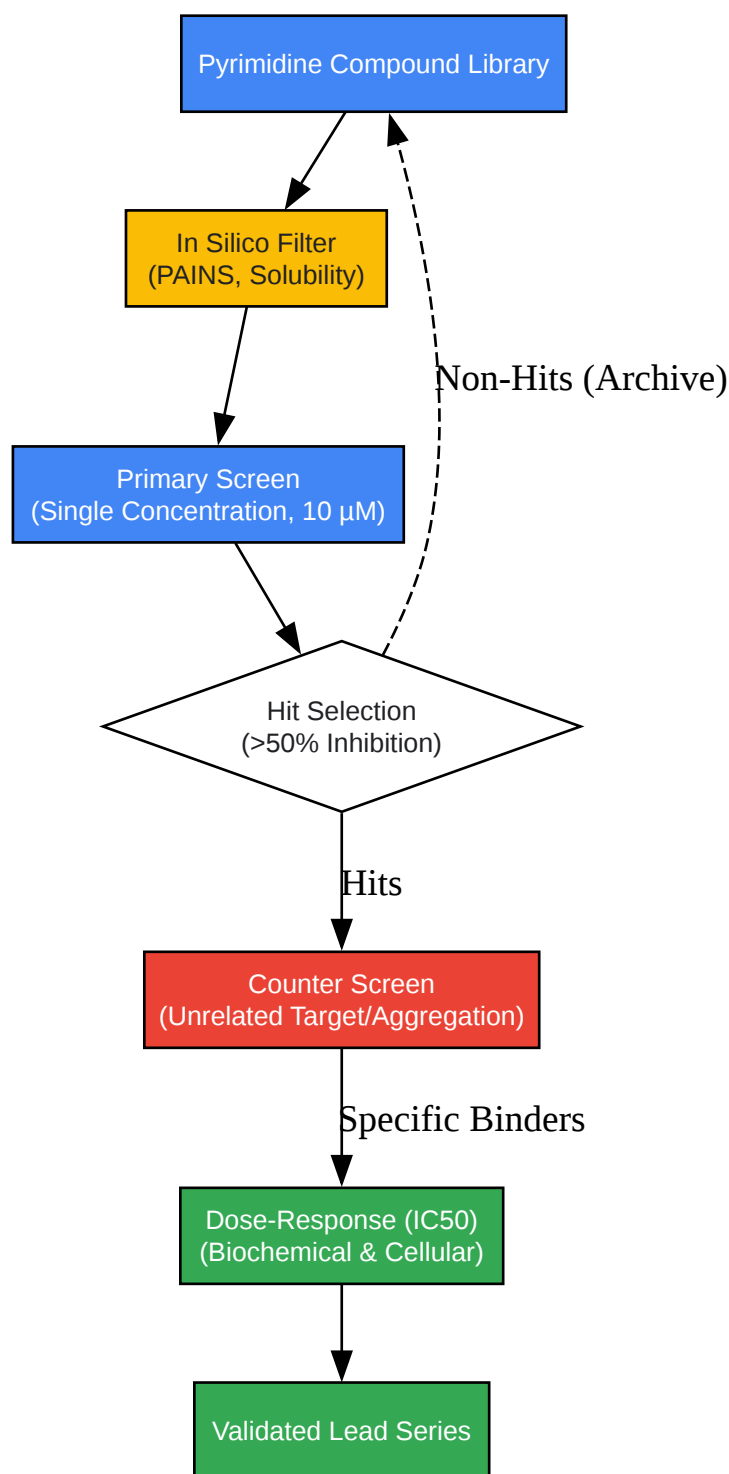 Pyrimidine Compound Library
In Silico Filter
(PAINS, Solubility)
Non-Hits (Archive)
Primary Screen
(Single Concentration, 10 µM)
Hit Selection
(>50% Inhibition)
Hits
Counter Screen
(Unrelated Target/Aggregation)
Specific Binders
Dose-Response (IC50)
(Biochemical & Cellular)
Validated Lead Series